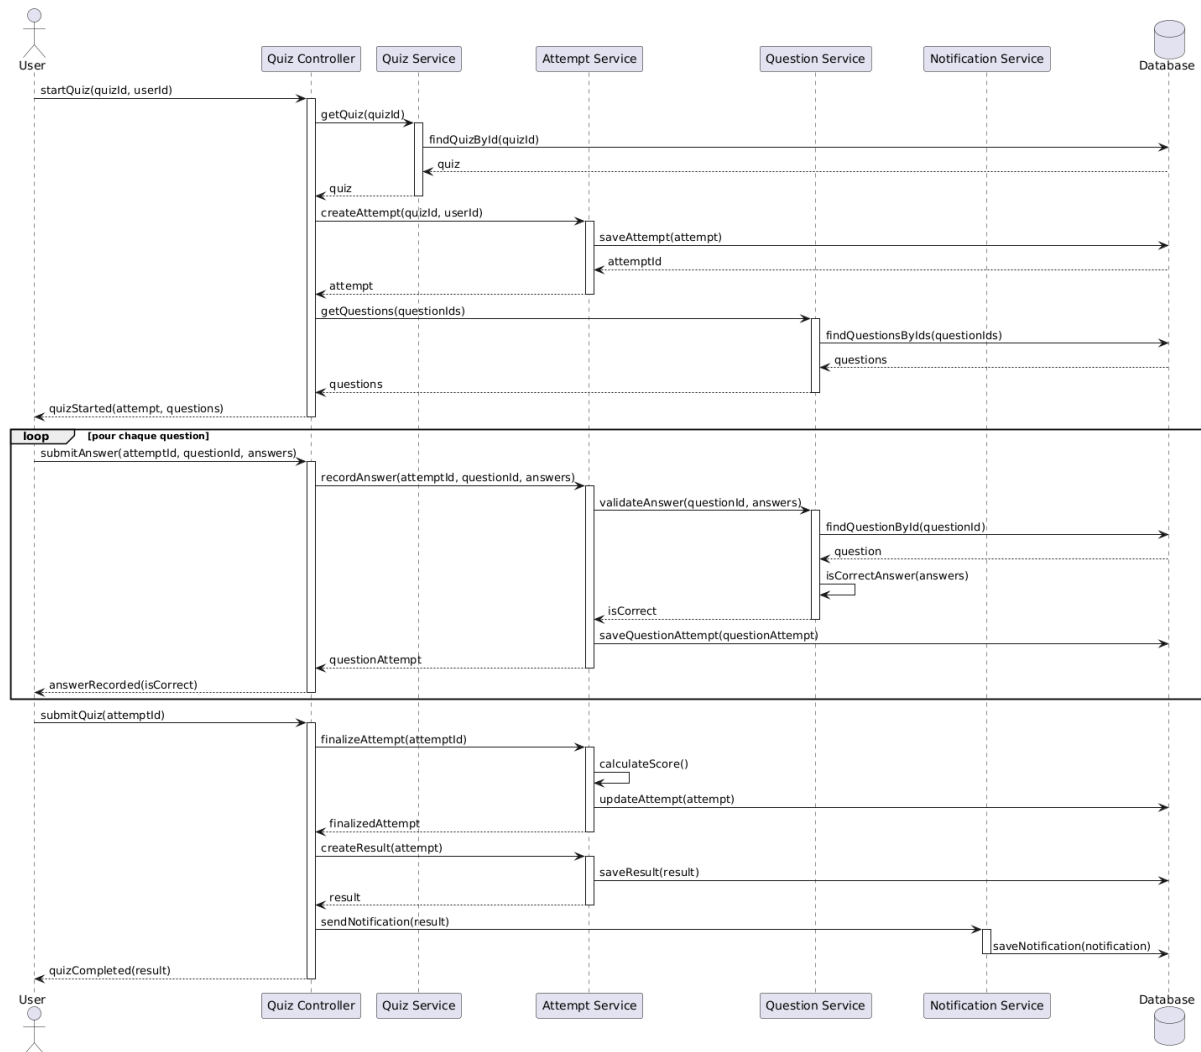 User
Quiz Controller
Quiz Service
Attempt Service
Question Service
Notification Service
Database
startQuiz(quizId, userId)
getQuiz(quizId)
findQuizById(quizId)
quiz
quiz
createAttempt(quizId, userId)
saveAttempt(attempt)
attemptId
attempt
getQuestions(questionIds)
findQuestionsByIds(questionIds)
questions
questions
quizStarted(attempt, questions)
loop [pour chaque question]
submitAnswer(attemptId, questionId, answers)
recordAnswer(attemptId, questionId, answers)
validateAnswer(questionId, answers)
findQuestionById(questionId)
question
isCorrectAnswer(answers)
isCorrect
saveQuestionAttempt(questionAttempt)
questionAttempt
answerRecorded(isCorrect)
submitQuiz(attemptId)
finalizeAttempt(attemptId)
calculateScore()
updateAttempt(attempt)
finalizedAttempt
createResult(attempt)
saveResult(result)
result
sendNotification(result)
saveNotification(notification)
quizCompleted(result)
User
Quiz Controller
Quiz Service
Attempt Service
Question Service
Notification Service
Database